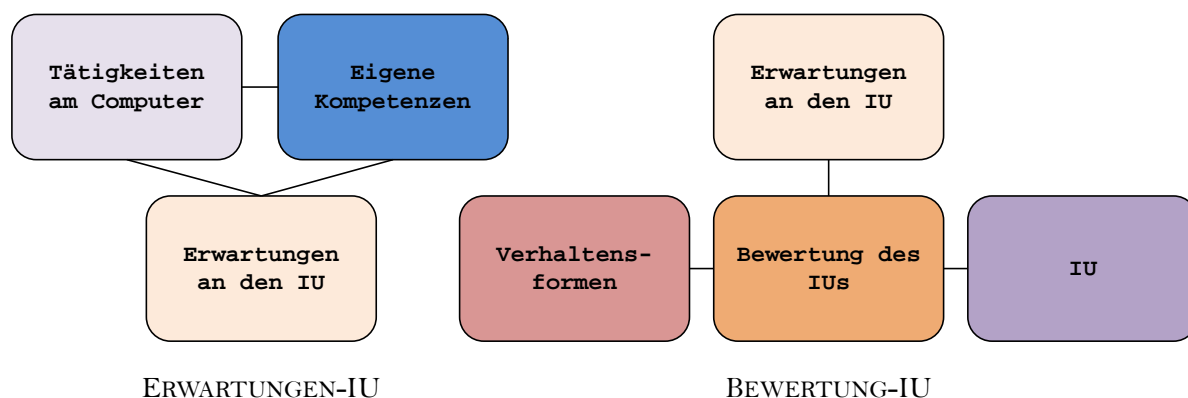 Tätigkeiten
am Computer
Eigene
Kompetenzen
Erwartungen
an den IU
ERWARTUNGEN-IU
Erwartungen
an den IU
Verhaltens-
formen
Bewertung des
IUs
IU
BEWERTUNG-IU